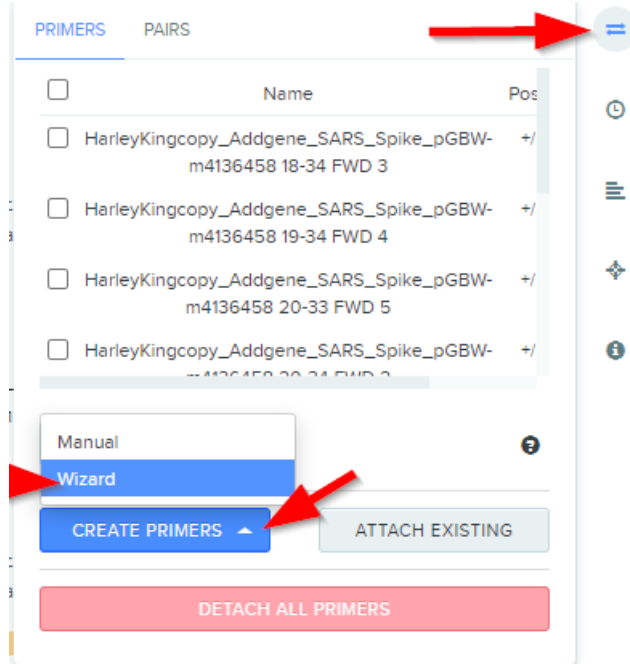 PRIMERS PAIRS
Name Pos
HarleyKingcopy_Addgene_SARS_Spike_pGBW- +/
m4136458 18-34 FWD 3
HarleyKingcopy_Addgene_SARS_Spike_pGBW- +/
m4136458 19-34 FWD 4
HarleyKingcopy_Addgene_SARS_Spike_pGBW- +/
m4136458 20-33 FWD 5
HarleyKingcopy_Addgene_SARS_Spike_pGBW- +/
Manual
Wizard
CREATE PRIMERS ATTACH EXISTING
DETACH ALL PRIMERS